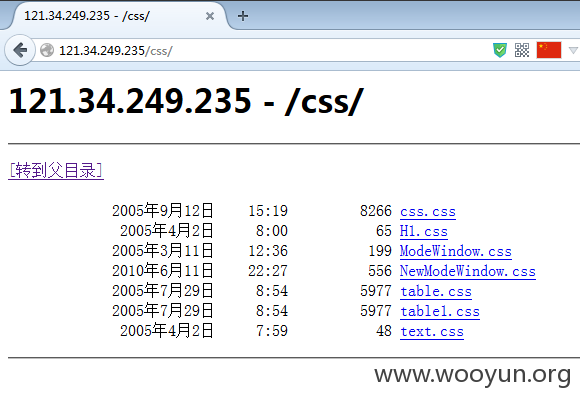 121.34.249.235 - /css/
121.34.249.235/css/
121.34.249.235 - /css/
[转到父目录]
2005年9月12日 15:19 8266 css.css
2005年4月2日 8:00 65 H1.css
2005年3月11日 12:36 199 ModeWindow.css
2010年6月11日 22:27 556 NewModeWindow.css
2005年7月29日 8:54 5977 table.css
2005年7月29日 8:54 5977 table1.css
2005年4月2日 7:59 48 text.css
www.wooyun.org